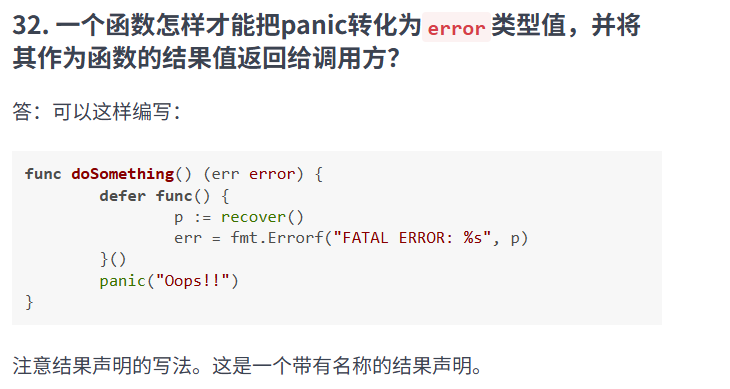 32. 一个函数怎样才能把panic转化为error类型值，并将
其作为函数的结果值返回给调用方？
答：可以这样编写：
func doSomething() (err error) {
        defer func() {
                p := recover()
                err = fmt.Errorf("FATAL ERROR: %s", p)
        }()
        panic("Oops!!")
}
注意结果声明的写法。这是一个带有名称的结果声明。